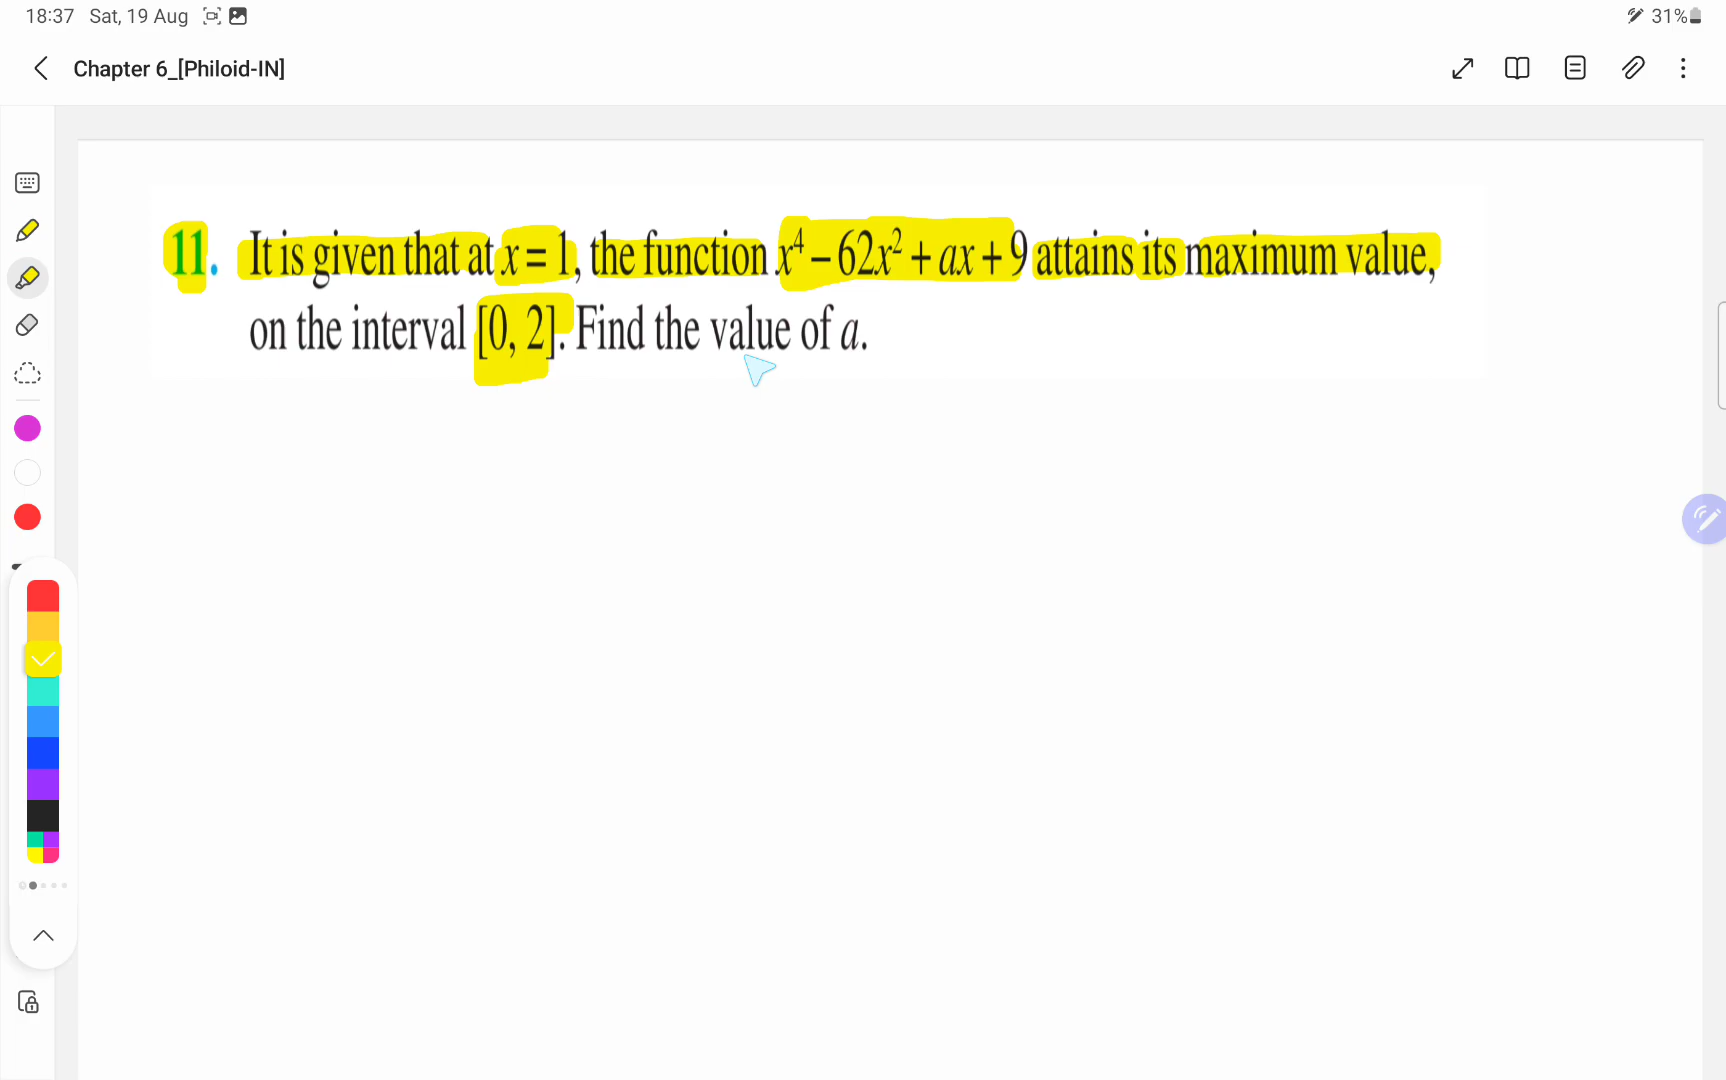 18:37 Sat, 19 Aug 31%
Chapter 6_[Philoid-IN]
11. It is given that at x = 1, the function x⁴ – 62x² + ax + 9 attains its maximum value,
on the interval [0, 2]. Find the value of a.